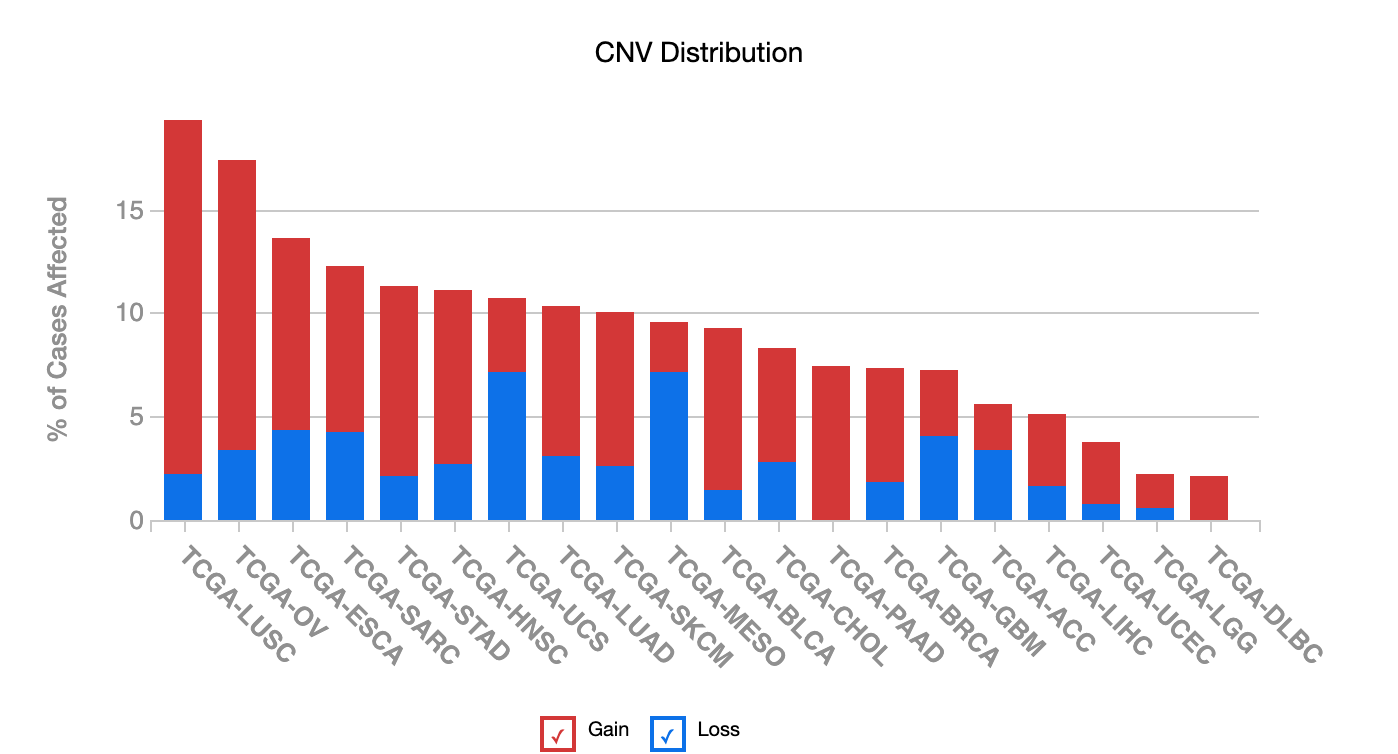 CNV Distribution
% of Cases Affected
15
10
5
0
TCGA-LUSC
TCGA-OV
TCGA-ESCA
TCGA-SARC
TCGA-STAD
TCGA-HNSC
TCGA-UCS
TCGA-LUAD
TCGA-SKCM
TCGA-MESO
TCGA-BLCA
TCGA-CHOL
TCGA-PAAD
TCGA-BRCA
TCGA-GBM
TCGA-ACC
TCGA-LIHC
TCGA-UCEC
TCGA-LGG
TCGA-DLBC
✓ Gain ✓ Loss